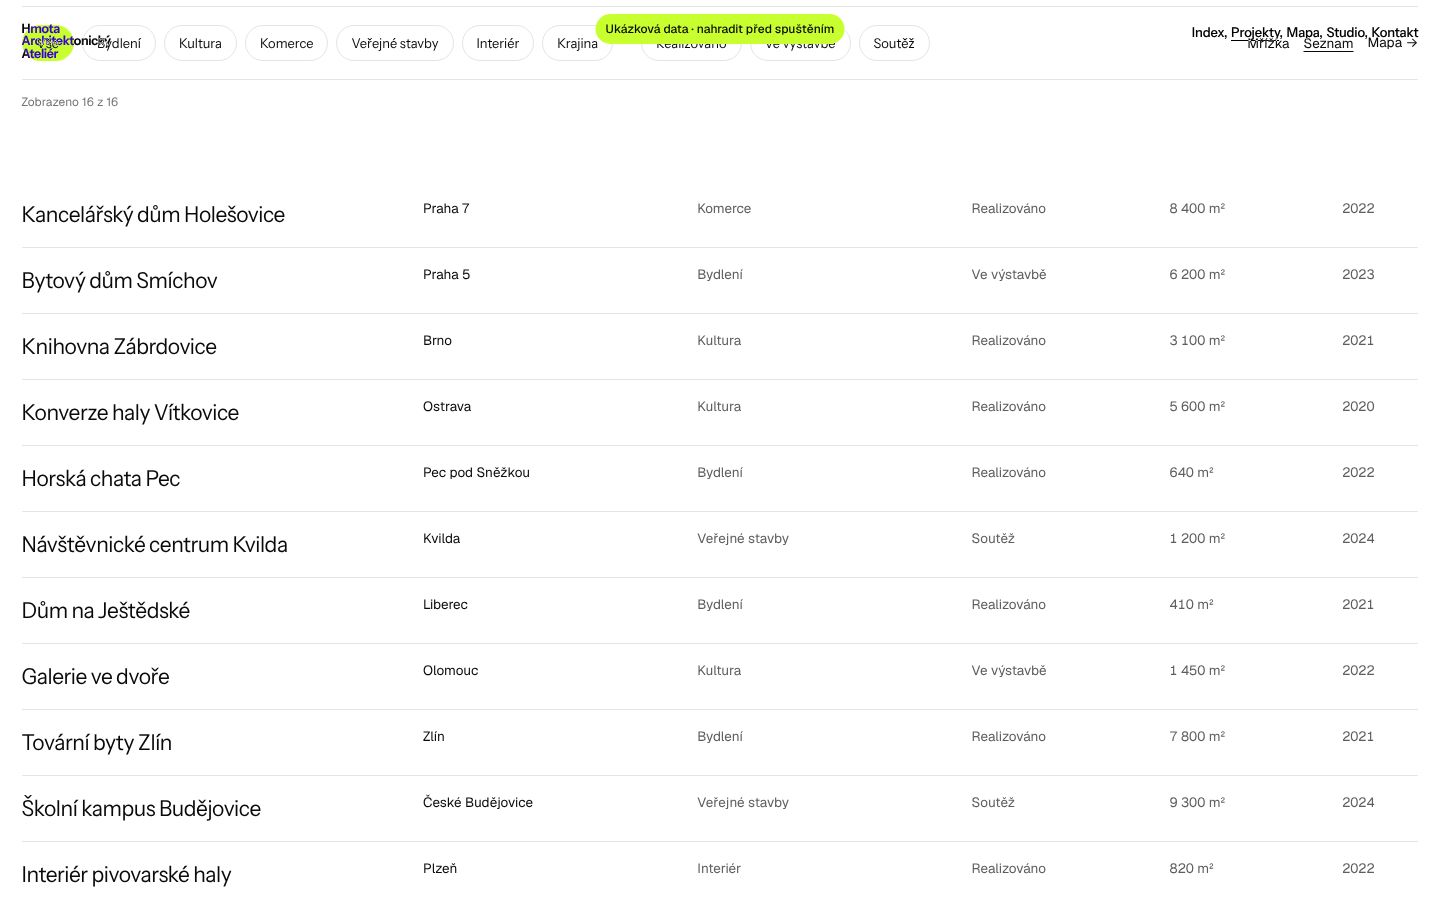 Hmota
Architektonický
Ateliér
Vše
Bydlení
Kultura
Komerce
Veřejné stavby
Interiér
Krajina
Realizováno
Ve výstavbě
Soutěž
Ukázková data · nahradit před spuštěním
Index, Projekty, Mapa, Studio, Kontakt
Mřížka Seznam Mapa →
Zobrazeno 16 z 16
Kancelářský dům Holešovice Praha 7 Komerce Realizováno 8 400 m² 2022
Bytový dům Smíchov Praha 5 Bydlení Ve výstavbě 6 200 m² 2023
Knihovna Zábrdovice Brno Kultura Realizováno 3 100 m² 2021
Konverze haly Vítkovice Ostrava Kultura Realizováno 5 600 m² 2020
Horská chata Pec Pec pod Sněžkou Bydlení Realizováno 640 m² 2022
Návštěvnické centrum Kvilda Kvilda Veřejné stavby Soutěž 1 200 m² 2024
Dům na Ještědské Liberec Bydlení Realizováno 410 m² 2021
Galerie ve dvoře Olomouc Kultura Ve výstavbě 1 450 m² 2022
Tovární byty Zlín Zlín Bydlení Realizováno 7 800 m² 2021
Školní kampus Budějovice České Budějovice Veřejné stavby Soutěž 9 300 m² 2024
Interiér pivovarské haly Plzeň Interiér Realizováno 820 m² 2022